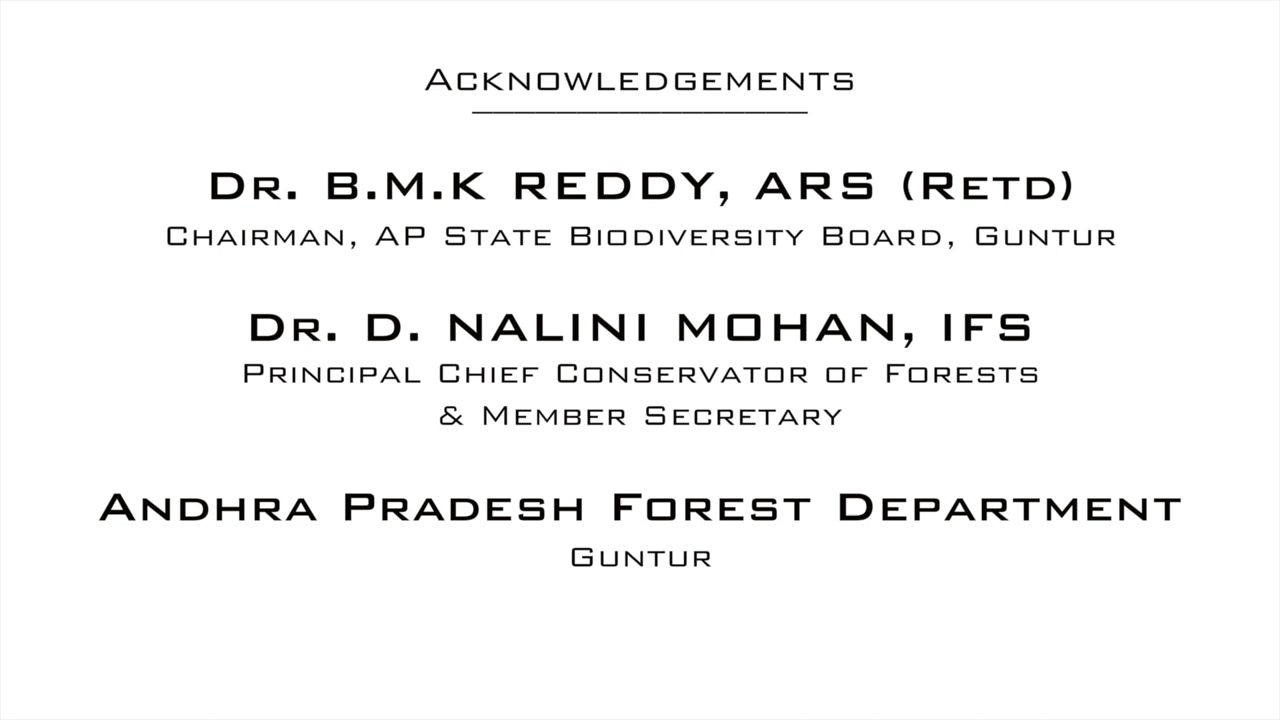 Acknowledgements
Dr. B.M.K REDDY, ARS (Retd)
Chairman, AP State Biodiversity Board, Guntur
Dr. D. NALINI MOHAN, IFS
Principal Chief Conservator of Forests
& Member Secretary
Andhra Pradesh Forest Department
Guntur